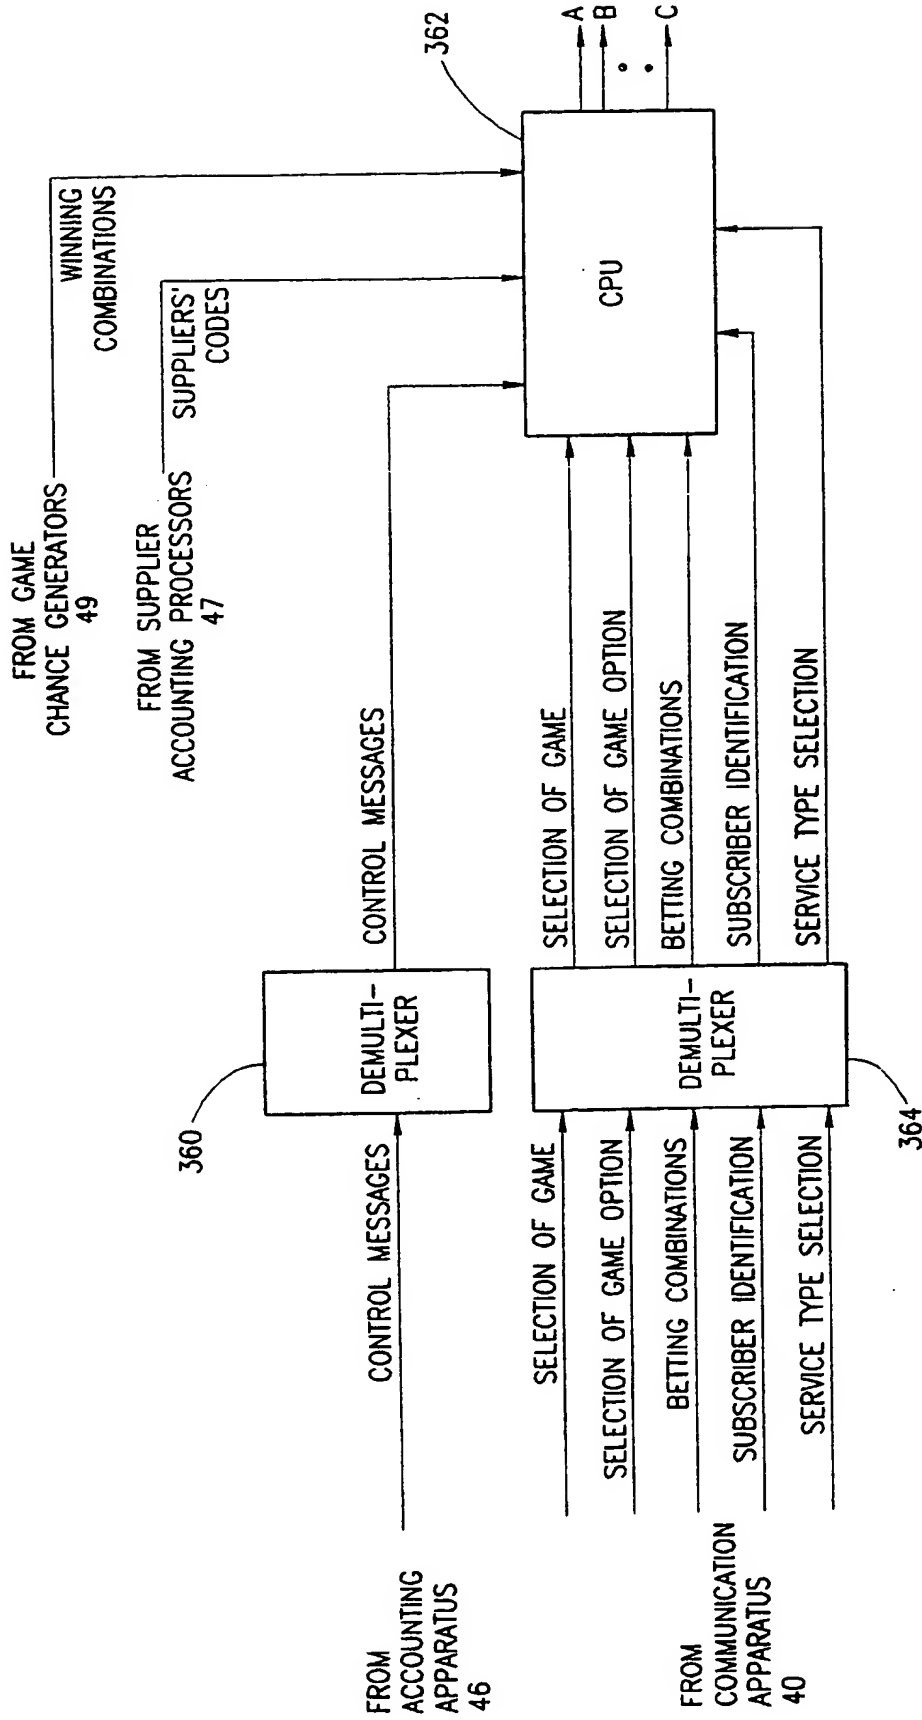 FROM GAME
CHANCE GENERATORS
49
WINNING
COMBINATIONS
FROM SUPPLIER
ACCOUNTING PROCESSORS
47
SUPPLIERS'
CODES
362
A
B
C
CPU
360
CONTROL MESSAGES
DEMULTI-
PLEXER
CONTROL MESSAGES
FROM
ACCOUNTING
APPARATUS
46
SELECTION OF GAME
SELECTION OF GAME OPTION
BETTING COMBINATIONS
SUBSCRIBER IDENTIFICATION
SERVICE TYPE SELECTION
DEMULTI-
PLEXER
364
SELECTION OF GAME
SELECTION OF GAME OPTION
BETTING COMBINATIONS
SUBSCRIBER IDENTIFICATION
SERVICE TYPE SELECTION
FROM
COMMUNICATION
APPARATUS
40